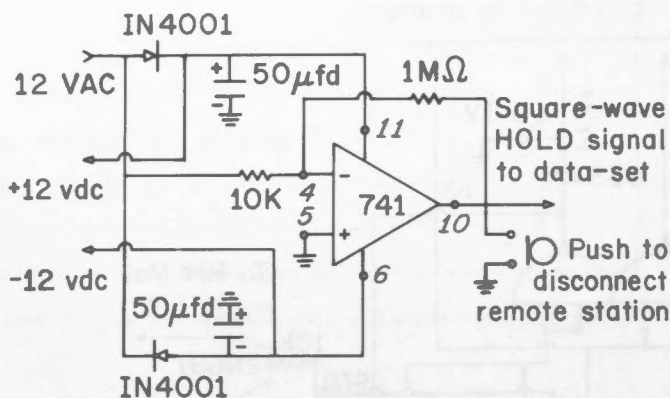 IN4001
12 VAC
50µfd
1MΩ
11
Square-wave
HOLD signal
to data-set
+12 vdc
10K
4
5
741
10
-12 vdc
6
Push to
disconnect
remote station
50µfd
IN4001